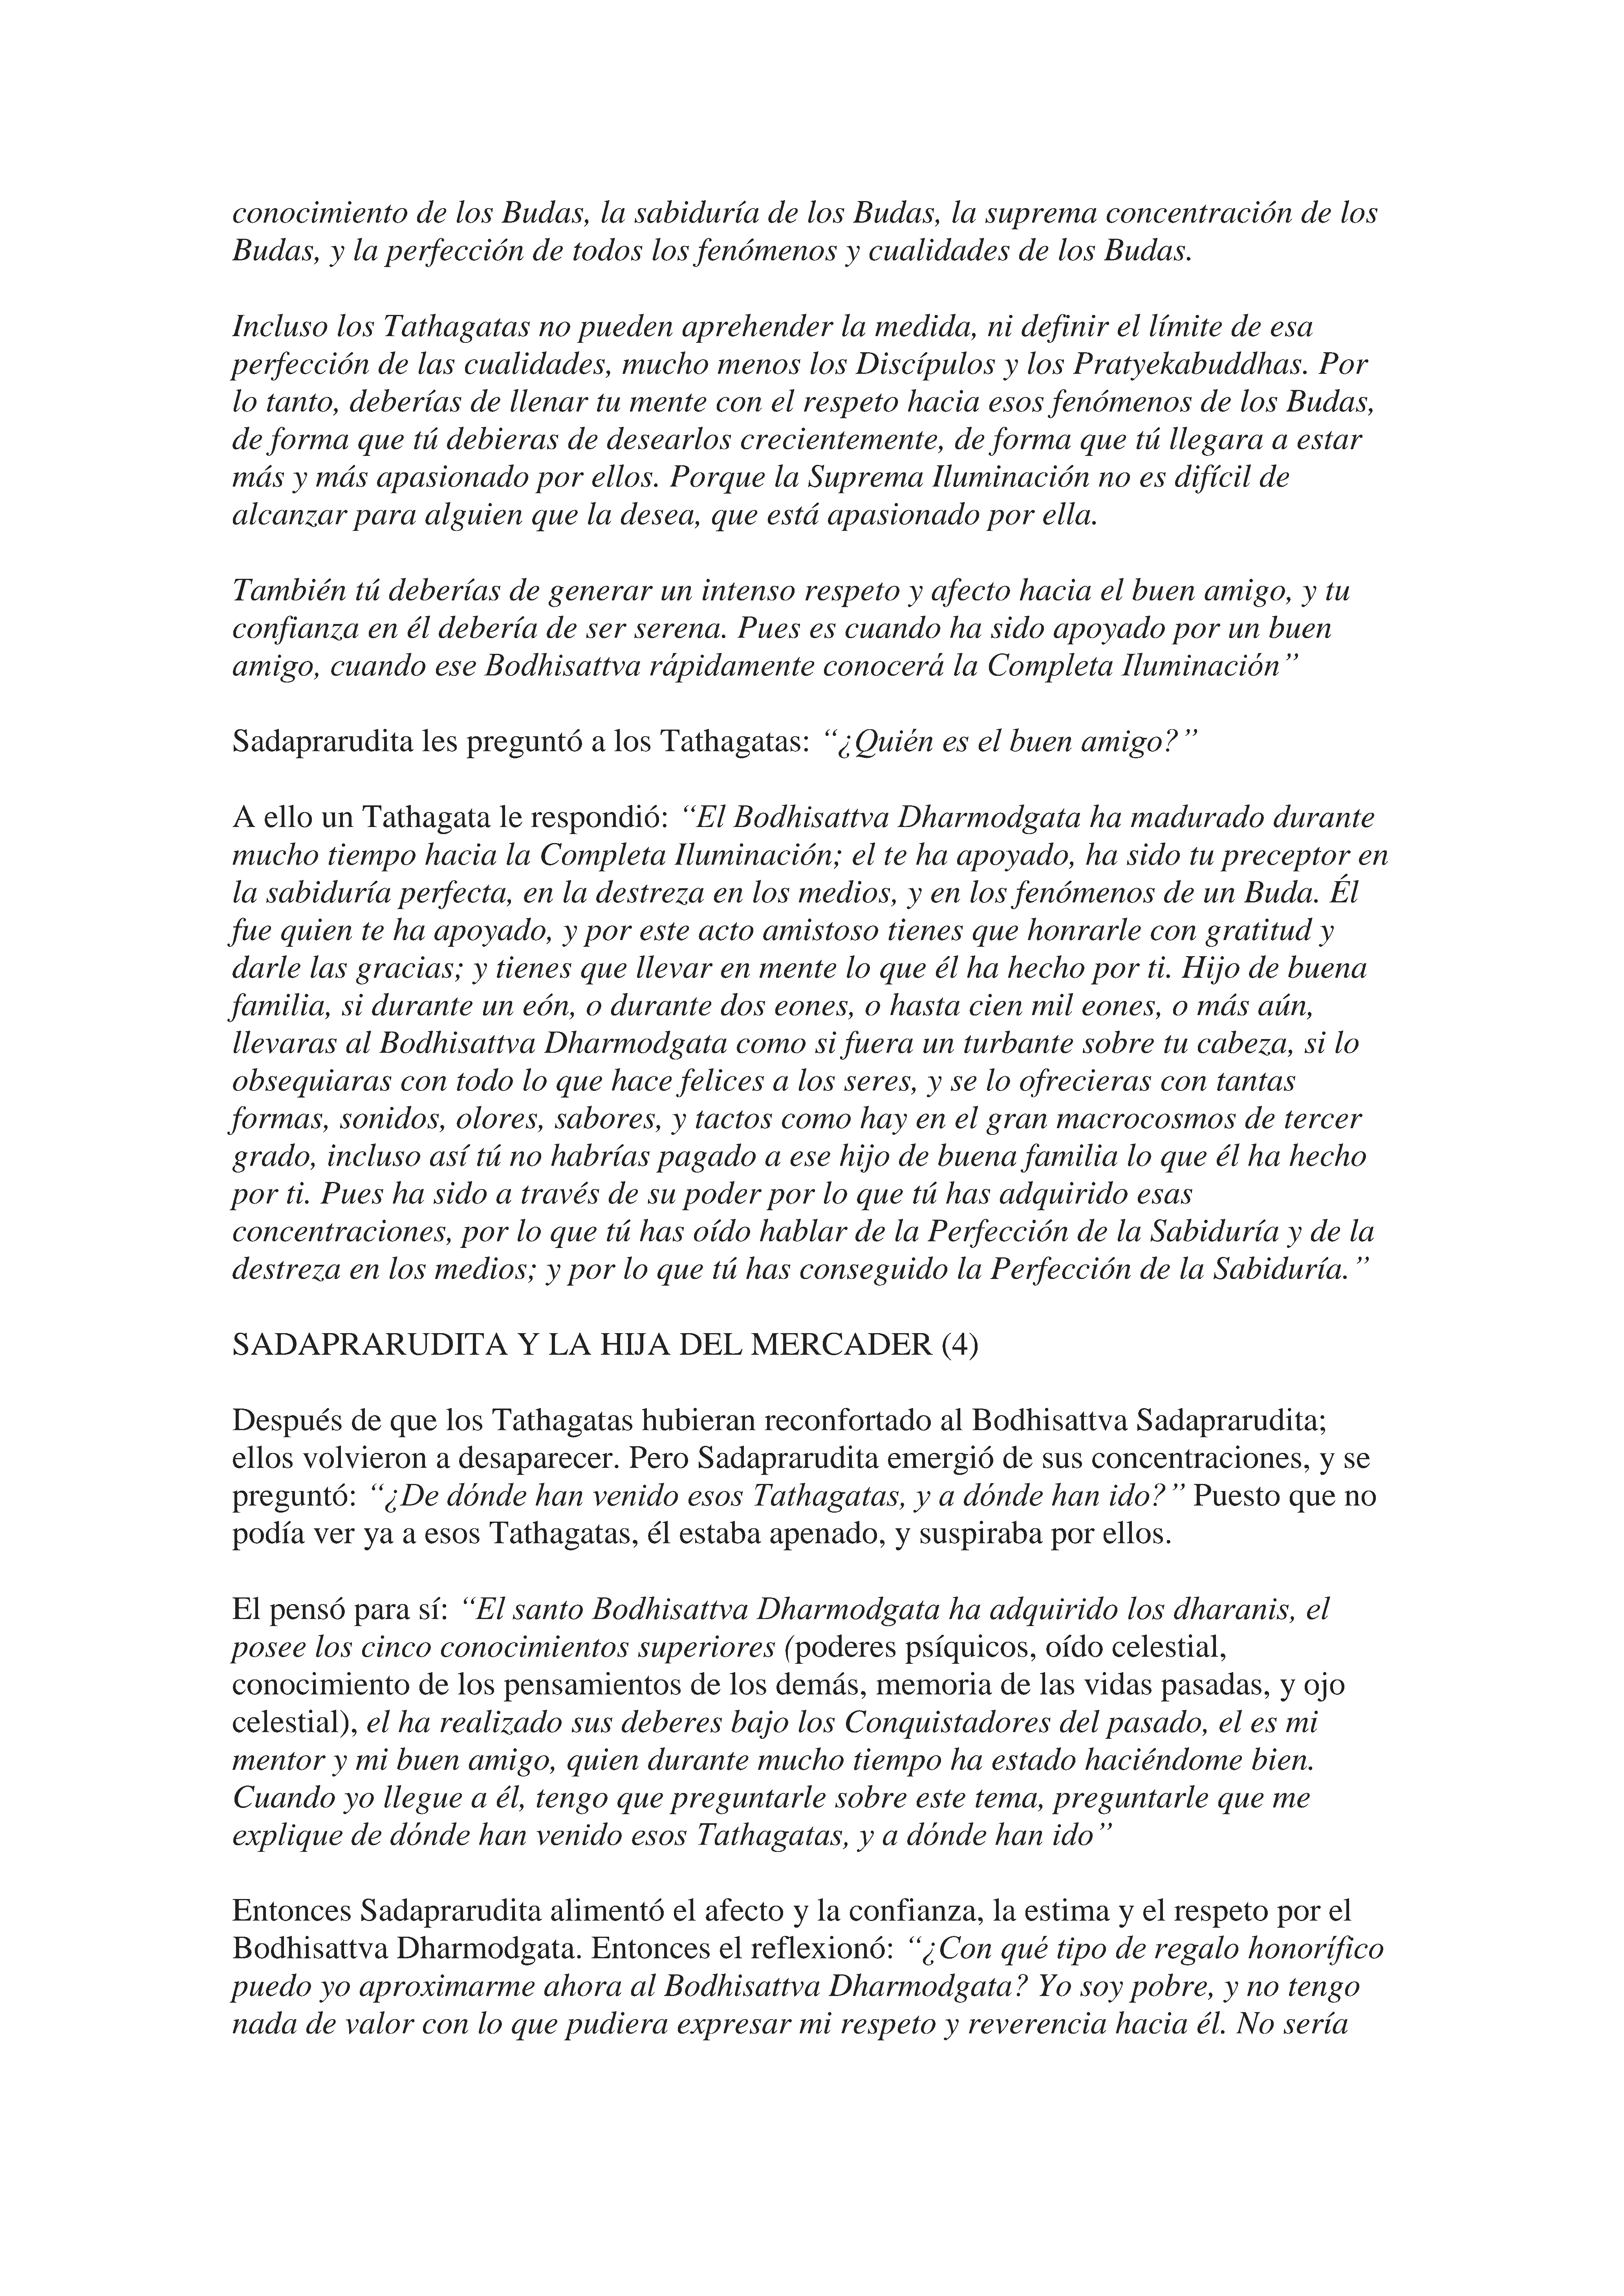 conocimiento de los Budas, la sabiduría de los Budas, la suprema concentración de los
Budas, y la perfección de todos los fenómenos y cualidades de los Budas.
Incluso los Tathagatas no pueden aprehender la medida, ni definir el límite de esa
perfección de las cualidades, mucho menos los Discípulos y los Pratyekabuddhas. Por
lo tanto, deberías de llenar tu mente con el respeto hacia esos fenómenos de los Budas,
de forma que tú debieras de desearlos crecientemente, de forma que tú llegara a estar
más y más apasionado por ellos. Porque la Suprema Iluminación no es difícil de
alcanzar para alguien que la desea, que está apasionado por ella.
También tú deberías de generar un intenso respeto y afecto hacia el buen amigo, y tu
confianza en él debería de ser serena. Pues es cuando ha sido apoyado por un buen
amigo, cuando ese Bodhisattva rápidamente conocerá la Completa Iluminación”
Sadaprarudita les preguntó a los Tathagatas: “¿Quién es el buen amigo?”
A ello un Tathagata le respondió: “El Bodhisattva Dharmodgata ha madurado durante
mucho tiempo hacia la Completa Iluminación; el te ha apoyado, ha sido tu preceptor en
la sabiduría perfecta, en la destreza en los medios, y en los fenómenos de un Buda. Él
fue quien te ha apoyado, y por este acto amistoso tienes que honrarle con gratitud y
darle las gracias; y tienes que llevar en mente lo que él ha hecho por ti. Hijo de buena
familia, si durante un eón, o durante dos eones, o hasta cien mil eones, o más aún,
llevaras al Bodhisattva Dharmodgata como si fuera un turbante sobre tu cabeza, si lo
obsequiaras con todo lo que hace felices a los seres, y se lo ofrecieras con tantas
formas, sonidos, olores, sabores, y tactos como hay en el gran macrocosmos de tercer
grado, incluso así tú no habrías pagado a ese hijo de buena familia lo que él ha hecho
por ti. Pues ha sido a través de su poder por lo que tú has adquirido esas
concentraciones, por lo que tú has oído hablar de la Perfección de la Sabiduría y de la
destreza en los medios; y por lo que tú has conseguido la Perfección de la Sabiduría.”
SADAPRARUDITA Y LA HIJA DEL MERCADER (4)
Después de que los Tathagatas hubieran reconfortado al Bodhisattva Sadaprarudita;
ellos volvieron a desaparecer. Pero Sadaprarudita emergió de sus concentraciones, y se
preguntó: “¿De dónde han venido esos Tathagatas, y a dónde han ido?” Puesto que no
podía ver ya a esos Tathagatas, él estaba apenado, y suspiraba por ellos.
El pensó para sí: “El santo Bodhisattva Dharmodgata ha adquirido los dharanis, el
posee los cinco conocimientos superiores (poderes psíquicos, oído celestial,
conocimiento de los pensamientos de los demás, memoria de las vidas pasadas, y ojo
celestial), el ha realizado sus deberes bajo los Conquistadores del pasado, el es mi
mentor y mi buen amigo, quien durante mucho tiempo ha estado haciéndome bien.
Cuando yo llegue a él, tengo que preguntarle sobre este tema, preguntarle que me
explique de dónde han venido esos Tathagatas, y a dónde han ido”
Entonces Sadaprarudita alimentó el afecto y la confianza, la estima y el respeto por el
Bodhisattva Dharmodgata. Entonces el reflexionó: “¿Con qué tipo de regalo honorífico
puedo yo aproximarme ahora al Bodhisattva Dharmodgata? Yo soy pobre, y no tengo
nada de valor con lo que pudiera expresar mi respeto y reverencia hacia él. No sería